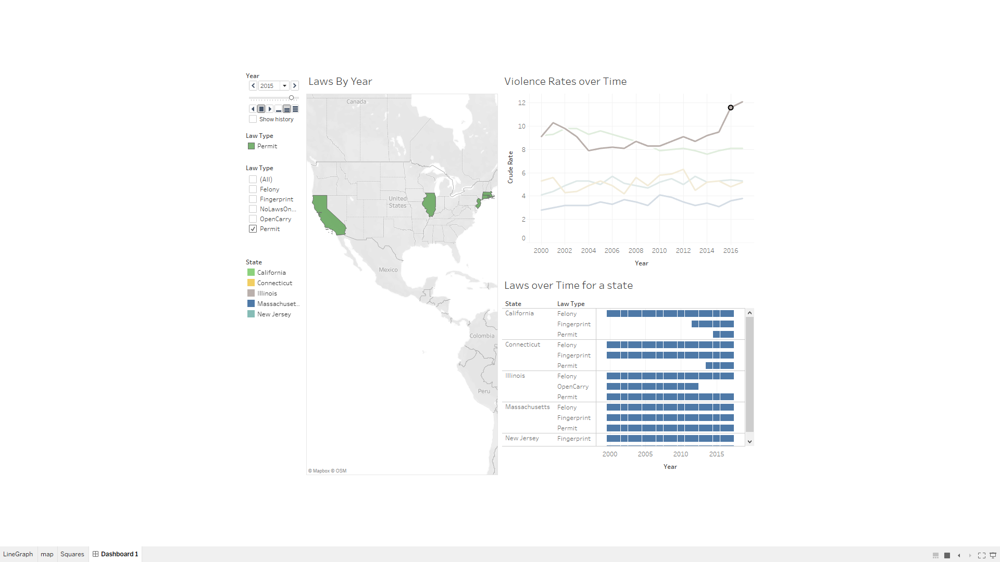 Year
2015
Show history
Law Type
Permit
Law Type
(All)
Felony
Fingerprint
NoLawsOn...
OpenCarry
Permit
State
California
Connecticut
Illinois
Massachuset..
New Jersey
Laws By Year
Canada
United
States
Mexico
Colombia
Peru
© Mapbox © OSM
Violence Rates over Time
Crude Rate
12
10
8
6
4
2
0
2000 2002 2004 2006 2008 2010 2012 2014 2016
Year
Laws over Time for a state
State Law Type
California Felony
Fingerprint
Permit
Connecticut Felony
Fingerprint
Permit
Illinois Felony
OpenCarry
Permit
Massachusetts Felony
Fingerprint
Permit
New Jersey Fingerprint
2000 2005 2010 2015
Year
LineGraph map Squares Dashboard 1